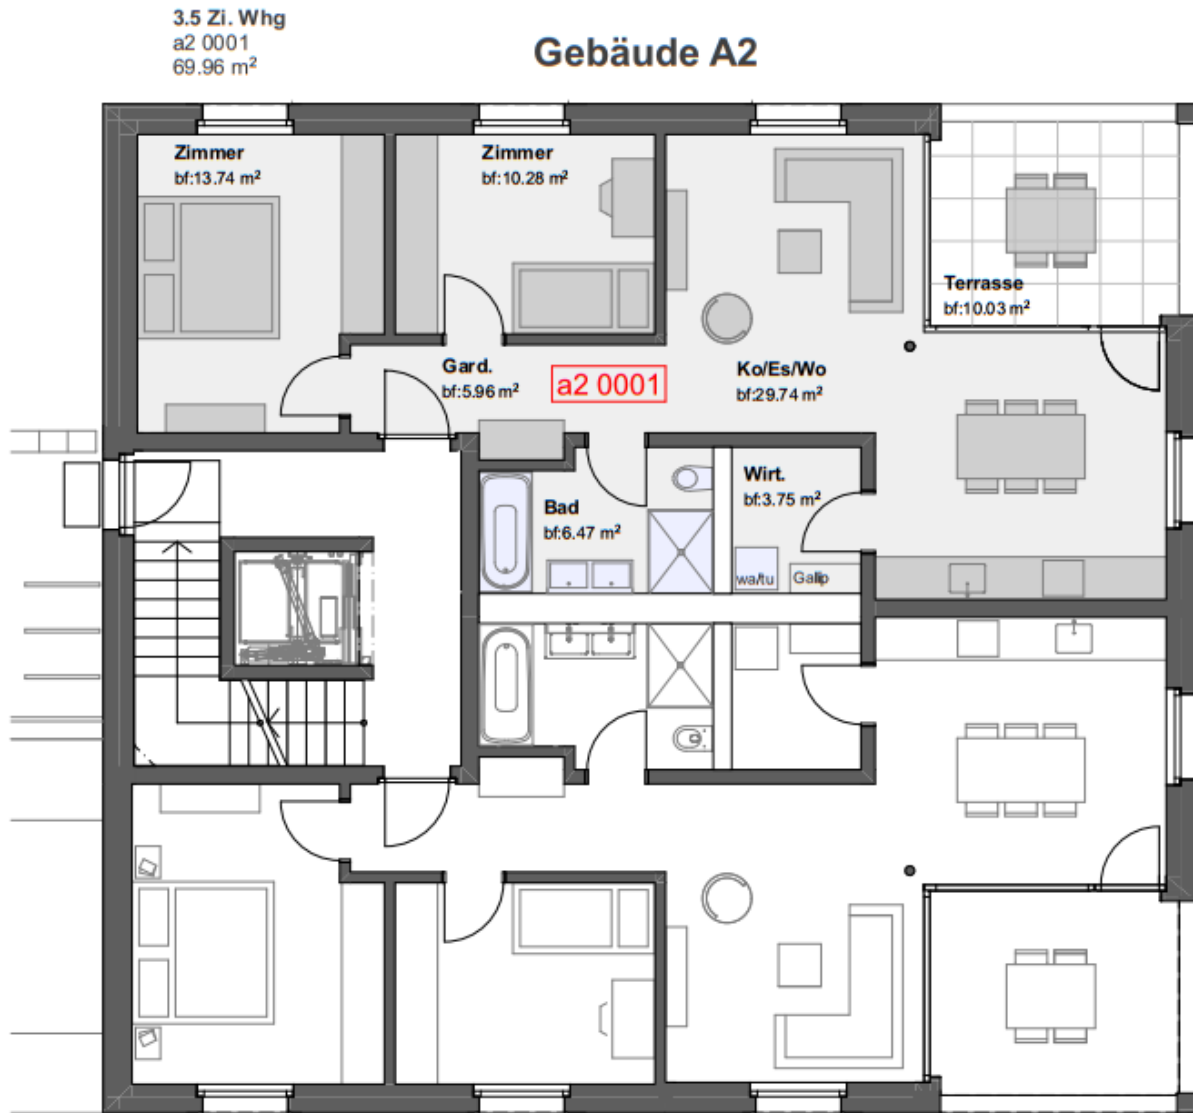 3.5 Zi. Whg
a2 0001
69.96 m²
Gebäude A2
Zimmer
bf:13.74 m²
Zimmer
bf:10.28 m²
Terrasse
bf:10.03 m²
Gard.
bf:5.96 m²
a2 0001
Ko/Es/Wo
bf:29.74 m²
Bad
bf:6.47 m²
Wirt.
bf:3.75 m²
wa/tu
Gallp